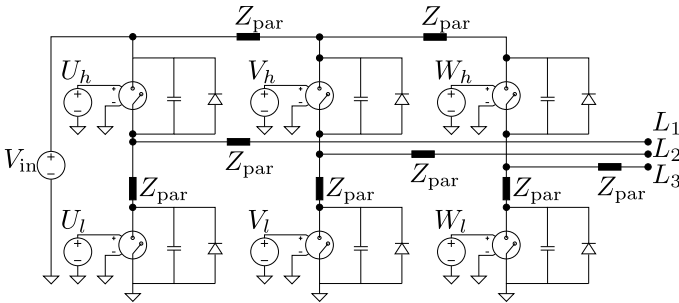 Z_par Z_par
U_h V_h W_h
L_1
Z_par Z_par L_2
V_in Z_par L_3
Z_par Z_par Z_par
U_l V_l W_l